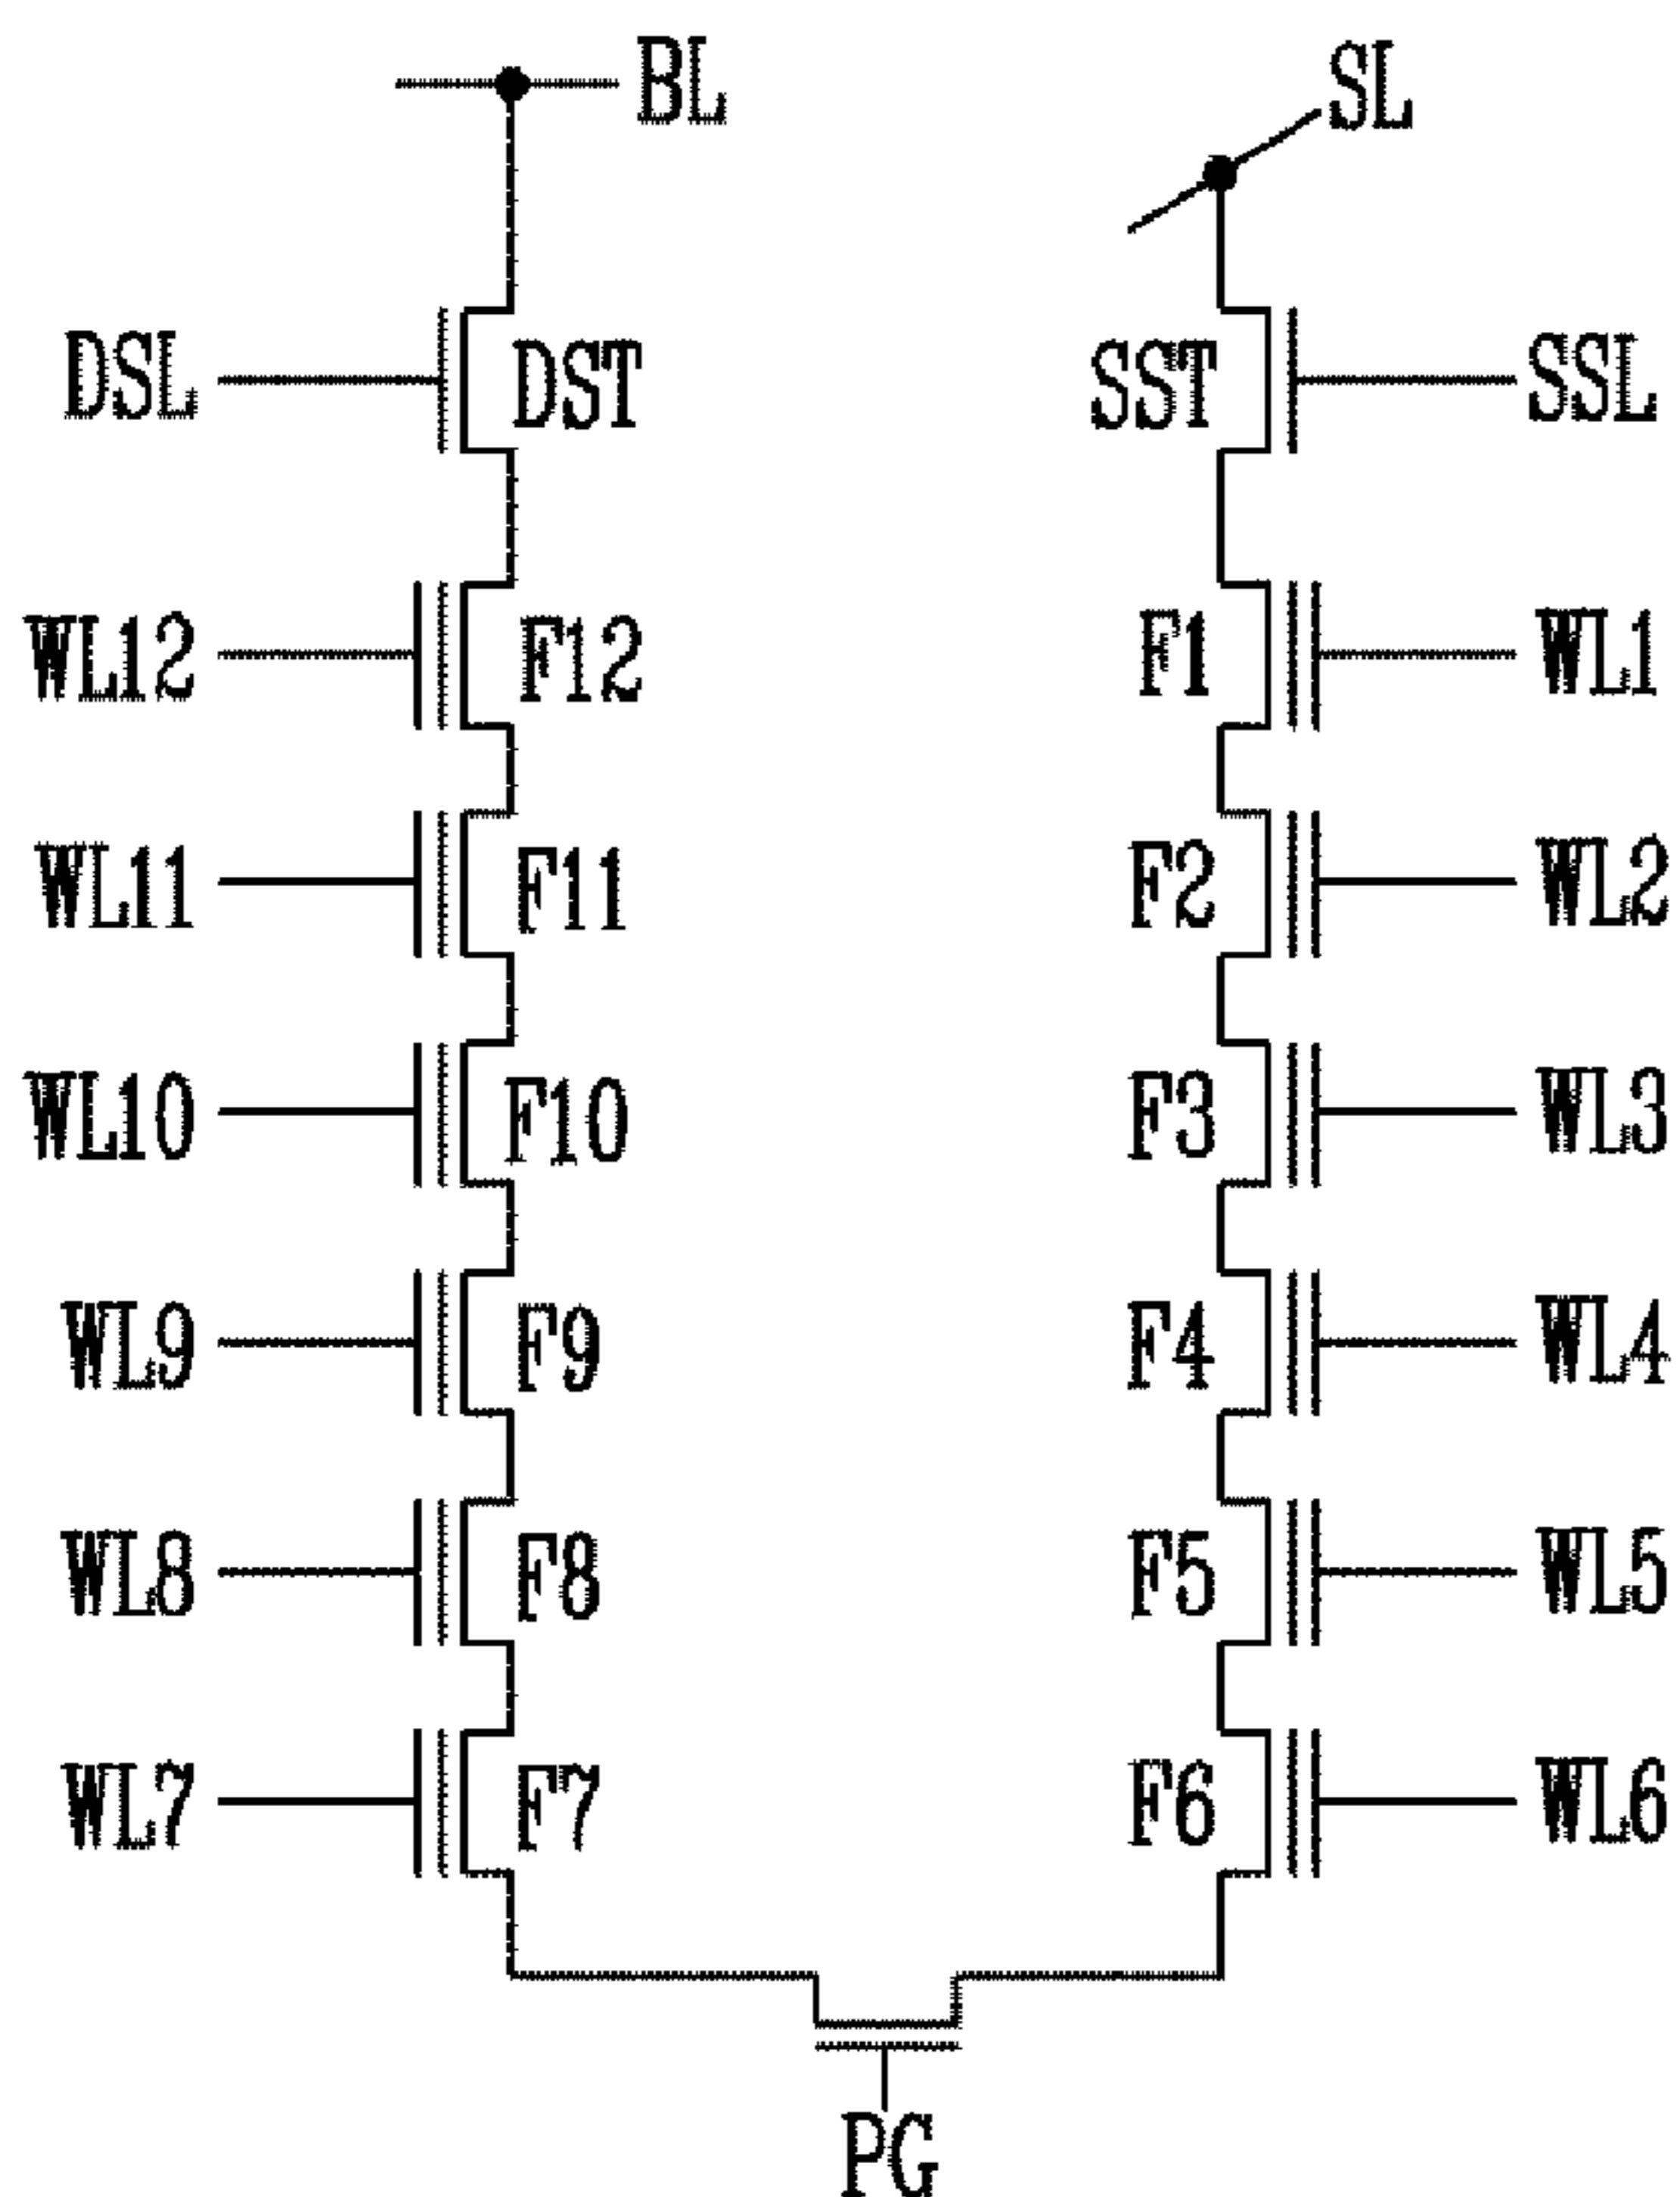 BL SL
DSL DST SST SSL
WL12 F12 F1 WL1
WL11 F11 F2 WL2
WL10 F10 F3 WL3
WL9 F9 F4 WL4
WL8 F8 F5 WL5
WL7 F7 F6 WL6
PG